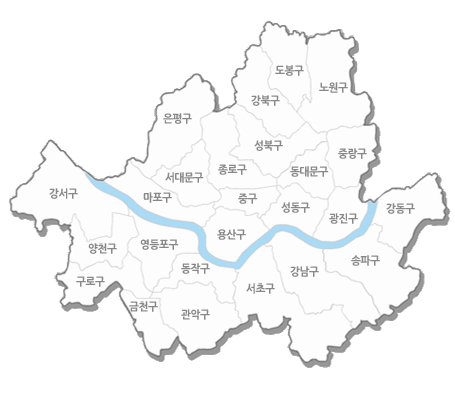 도봉구
노원구
강북구
은평구
성북구
중랑구
서대문구
종로구
동대문구
강서구
마포구
중구
성동구
광진구
강동구
양천구
영등포구
용산구
동작구
강남구
송파구
구로구
금천구
관악구
서초구